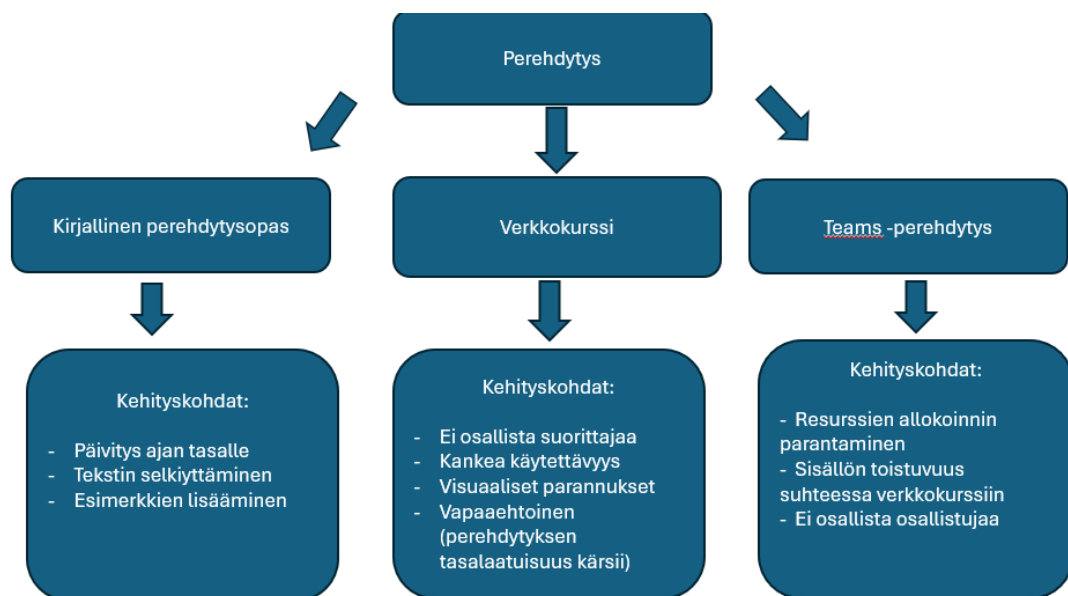 Perehdytys
Kirjallinen perehdytysopas
Verkkokurssi
Teams -perehdytys
Kehityskohdat:
- Päivitys ajan tasalle
- Tekstin selkiyttäminen
- Esimerkkien lisääminen
Kehityskohdat:
- Ei osallista suorittajaa
- Kankea käytettävyys
- Visuaaliset parannukset
- Vapaaehtoinen
(perehdytyksen
tasalaatuisuus kärsii)
Kehityskohdat:
- Resurssien allokoinnin
parantaminen
- Sisällön toistuvuus
suhteessa verkkokurssiin
- Ei osallista osallistujaa